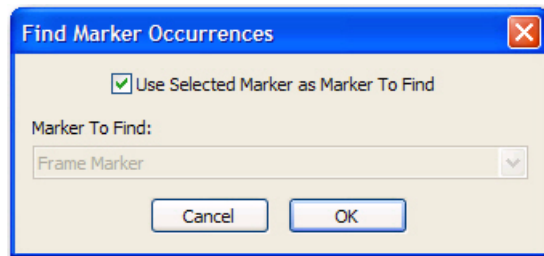 Find Marker Occurrences
Use Selected Marker as Marker To Find
Marker To Find:
Frame Marker
Cancel OK